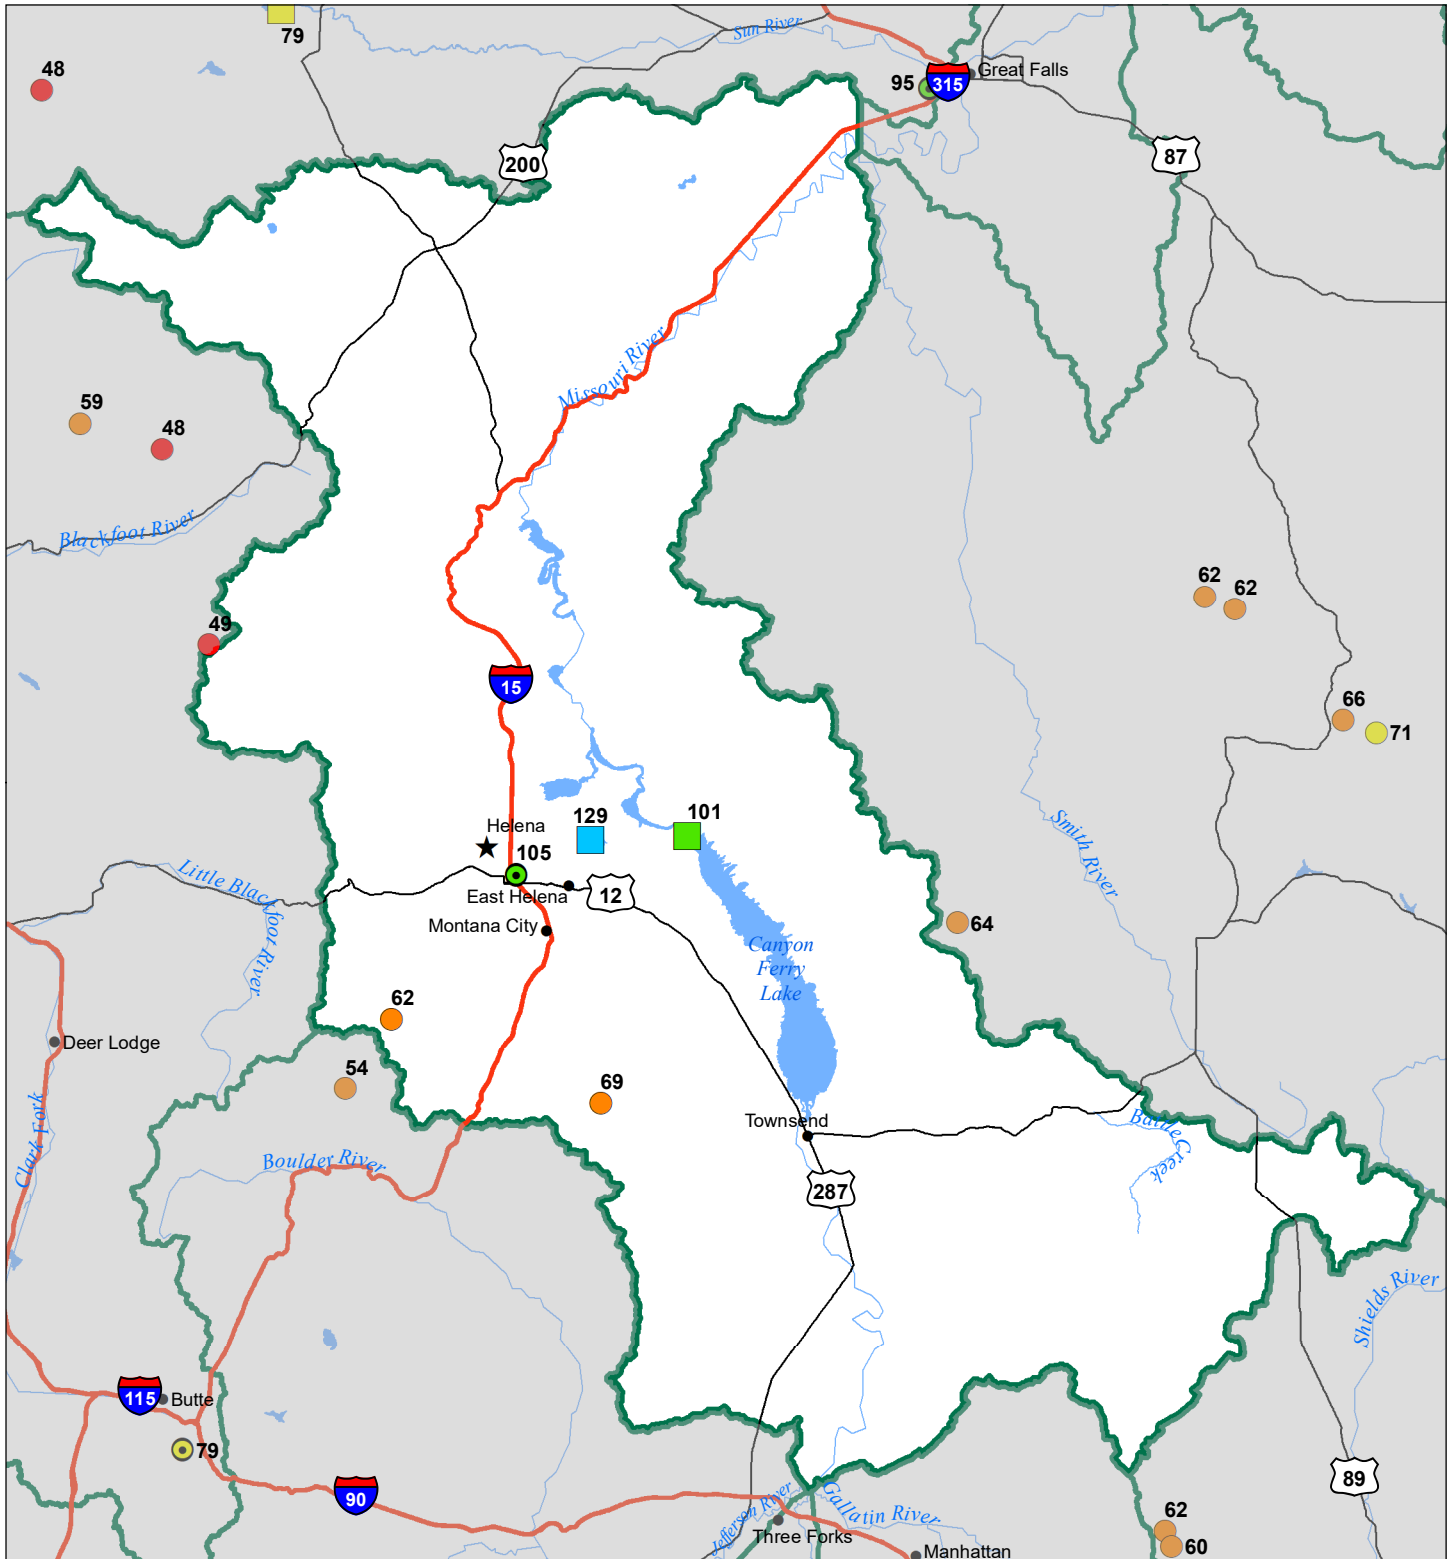 79
Sun River
48
95
315
Great Falls
200
87
Missouri River
59
48
Blackfoot River
62
62
49
15
66
71
129
101
Helena
105
Smith River
Little Blackfoot River
East Helena
12
Montana City
64
Canyon
Ferry
Lake
62
Deer Lodge
54
69
Clark Fork
Townsend
Battle Creek
Boulder River
287
Shields River
115
Butte
79
90
89
Jefferson River
Gallatin River
62
Three Forks
60
Manhattan